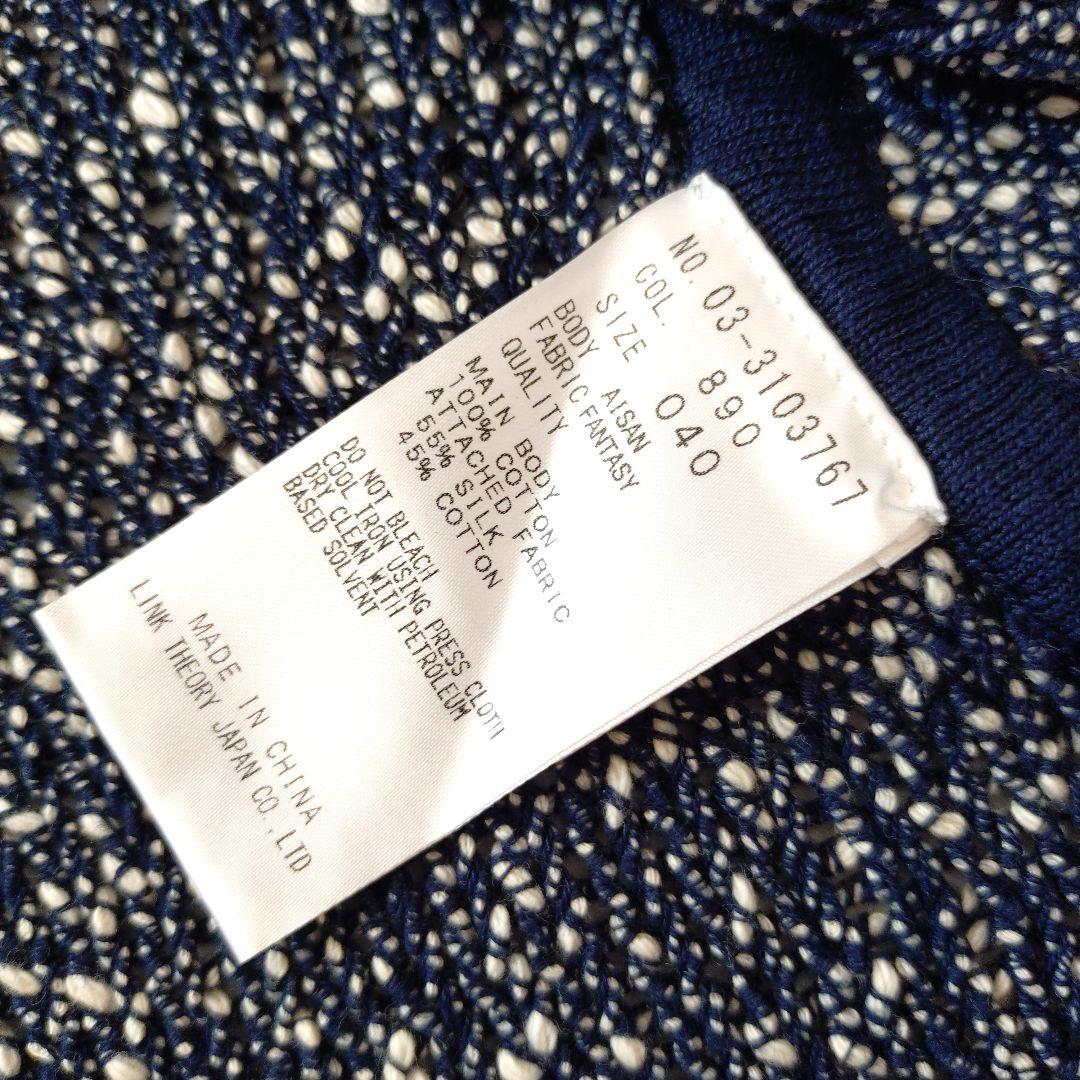 NO. 03-3103767
COL. 890
SIZE 040
BODY AISAN
FABRIC FANTASY
QUALITY
MAIN BODY
100% COTTON
ATTACHED FABRIC
55% SILK
45% COTTON
DO NOT BLEACH
COOL IRON USING PRESS CLOTH
DRY CLEAN WITH PETROLEUM
BASED SOLVENT
MADE IN CHINA
LINK THEORY JAPAN CO.,LTD